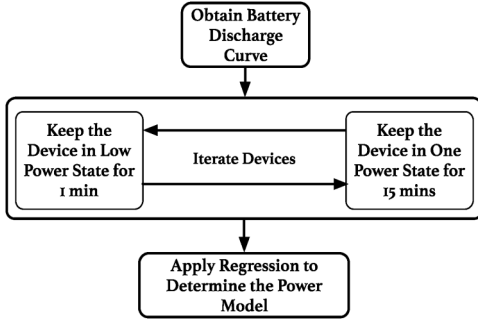 Obtain Battery
Discharge
Curve
Keep the
Device in Low
Power State for
1 min
Iterate Devices
Keep the
Device in One
Power State for
15 mins
Apply Regression to
Determine the Power
Model